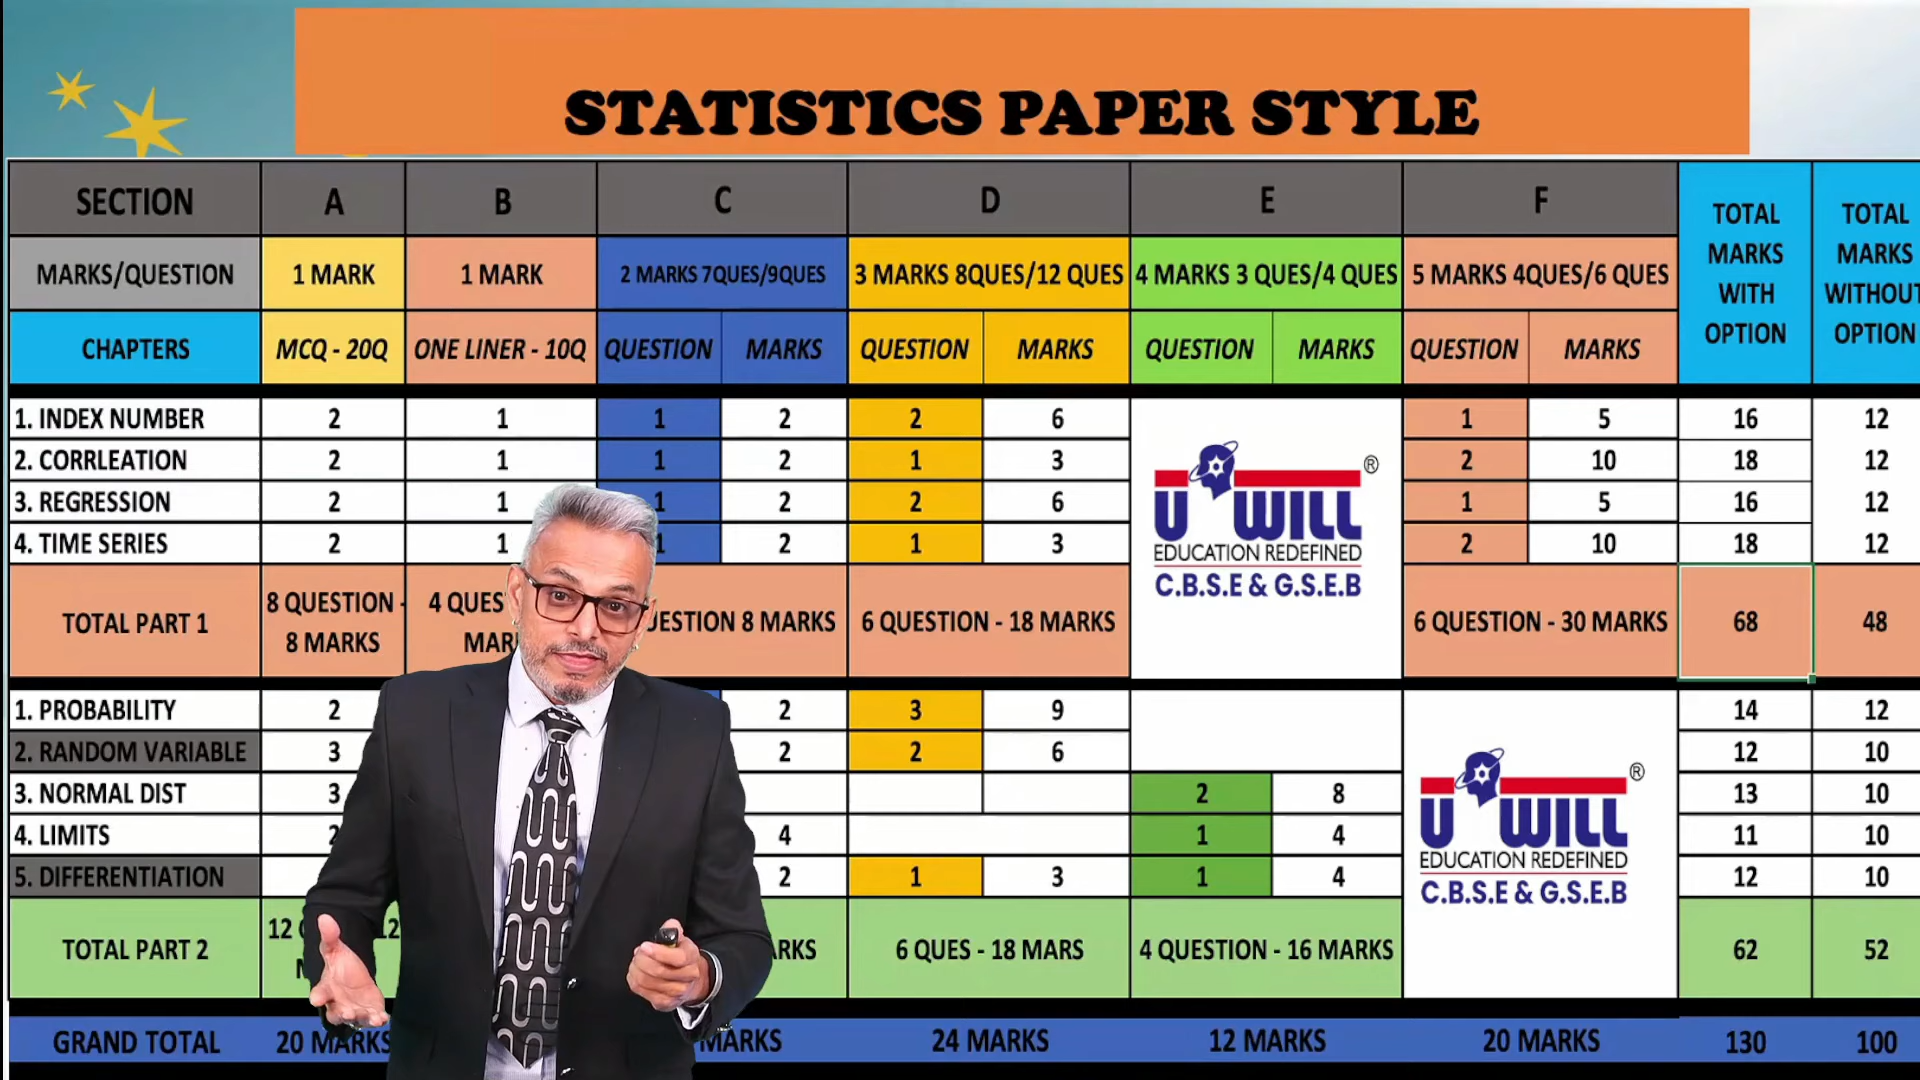 STATISTICS PAPER STYLE
SECTION A B C D E F TOTAL MARKS WITH OPTION TOTAL MARKS WITHOUT OPTION
MARKS/QUESTION 1 MARK 1 MARK 2 MARKS 7QUES/9QUES 3 MARKS 8QUES/12 QUES 4 MARKS 3 QUES/4 QUES 5 MARKS 4QUES/6 QUES
CHAPTERS MCQ - 20Q ONE LINER - 10Q QUESTION MARKS QUESTION MARKS QUESTION MARKS QUESTION MARKS
1. INDEX NUMBER 2 1 1 2 2 6 1 5 16 12
2. CORRLEATION 2 1 1 2 1 3 2 10 18 12
3. REGRESSION 2 1 1 2 2 6 1 5 16 12
4. TIME SERIES 2 1 1 2 1 3 2 10 18 12
U WILL ®
EDUCATION REDEFINED
C.B.S.E & G.S.E.B
TOTAL PART 1 8 QUESTION - 8 MARKS 4 8 MARKS 6 QUESTION - 18 MARKS 6 QUESTION - 30 MARKS 68 48
1. PROBABILITY 2 2 3 9 14 12
2. RANDOM VARIABLE 3 2 2 6 12 10
3. NORMAL DIST 3 2 8 13 10
4. LIMITS 2 4 1 4 11 10
5. DIFFERENTIATION 2 1 3 1 4 12 10
U WILL ®
EDUCATION REDEFINED
C.B.S.E & G.S.E.B
TOTAL PART 2 12 12 6 QUES - 18 MARS 4 QUESTION - 16 MARKS 62 52
GRAND TOTAL 20 MARKS MARKS 24 MARKS 12 MARKS 20 MARKS 130 100